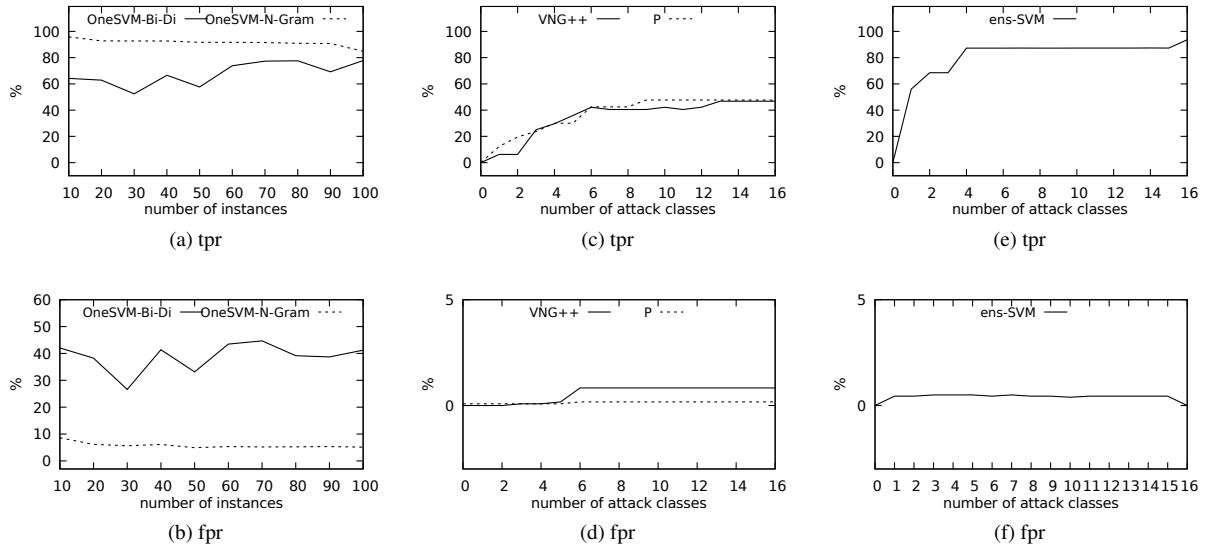 OneSVM-Bi-Di OneSVM-N-Gram
100
80
60
40
20
0
%
10 20 30 40 50 60 70 80 90 100
number of instances
(a) tpr
VNG++ P
100
80
60
40
20
0
%
0 2 4 6 8 10 12 14 16
number of attack classes
(c) tpr
ens-SVM
100
80
60
40
20
0
%
0 2 4 6 8 10 12 14 16
number of attack classes
(e) tpr
60
OneSVM-Bi-Di OneSVM-N-Gram
50
40
30
20
10
0
%
10 20 30 40 50 60 70 80 90 100
number of instances
(b) fpr
5
VNG++ P
0
%
0 2 4 6 8 10 12 14 16
number of attack classes
(d) fpr
5
ens-SVM
0
%
0 1 2 3 4 5 6 7 8 9 10 11 12 13 14 15 16
number of attack classes
(f) fpr